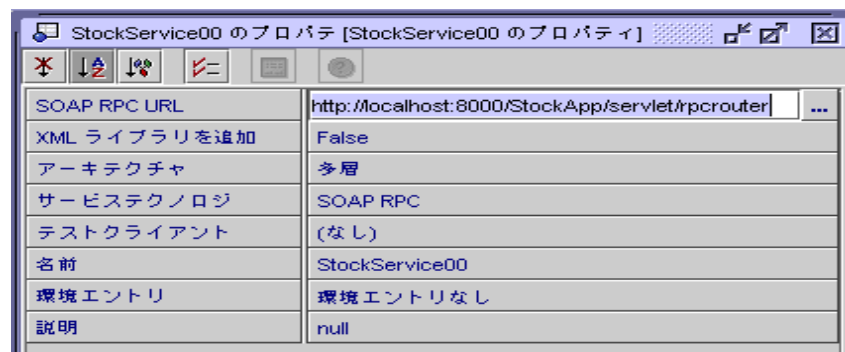 StockService00 のプロパテ [StockService00 のプロパティ]
SOAP RPC URL http://localhost:8000/StockApp/servlet/rpcrouter ...
XML ライブラリを追加 False
アーキテクチャ 多層
サービステクノロジ SOAP RPC
テストクライアント (なし)
名前 StockService00
環境エントリ 環境エントリなし
説明 null